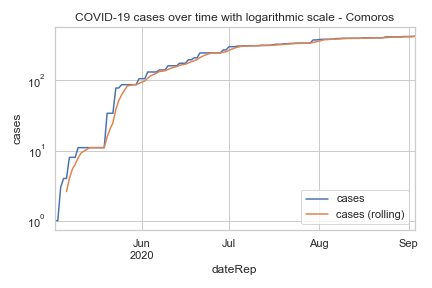 COVID-19 cases over time with logarithmic scale - Comoros
cases
10²
10¹
10⁰
Jun
2020
Jul
Aug
Sep
dateRep
cases
cases (rolling)